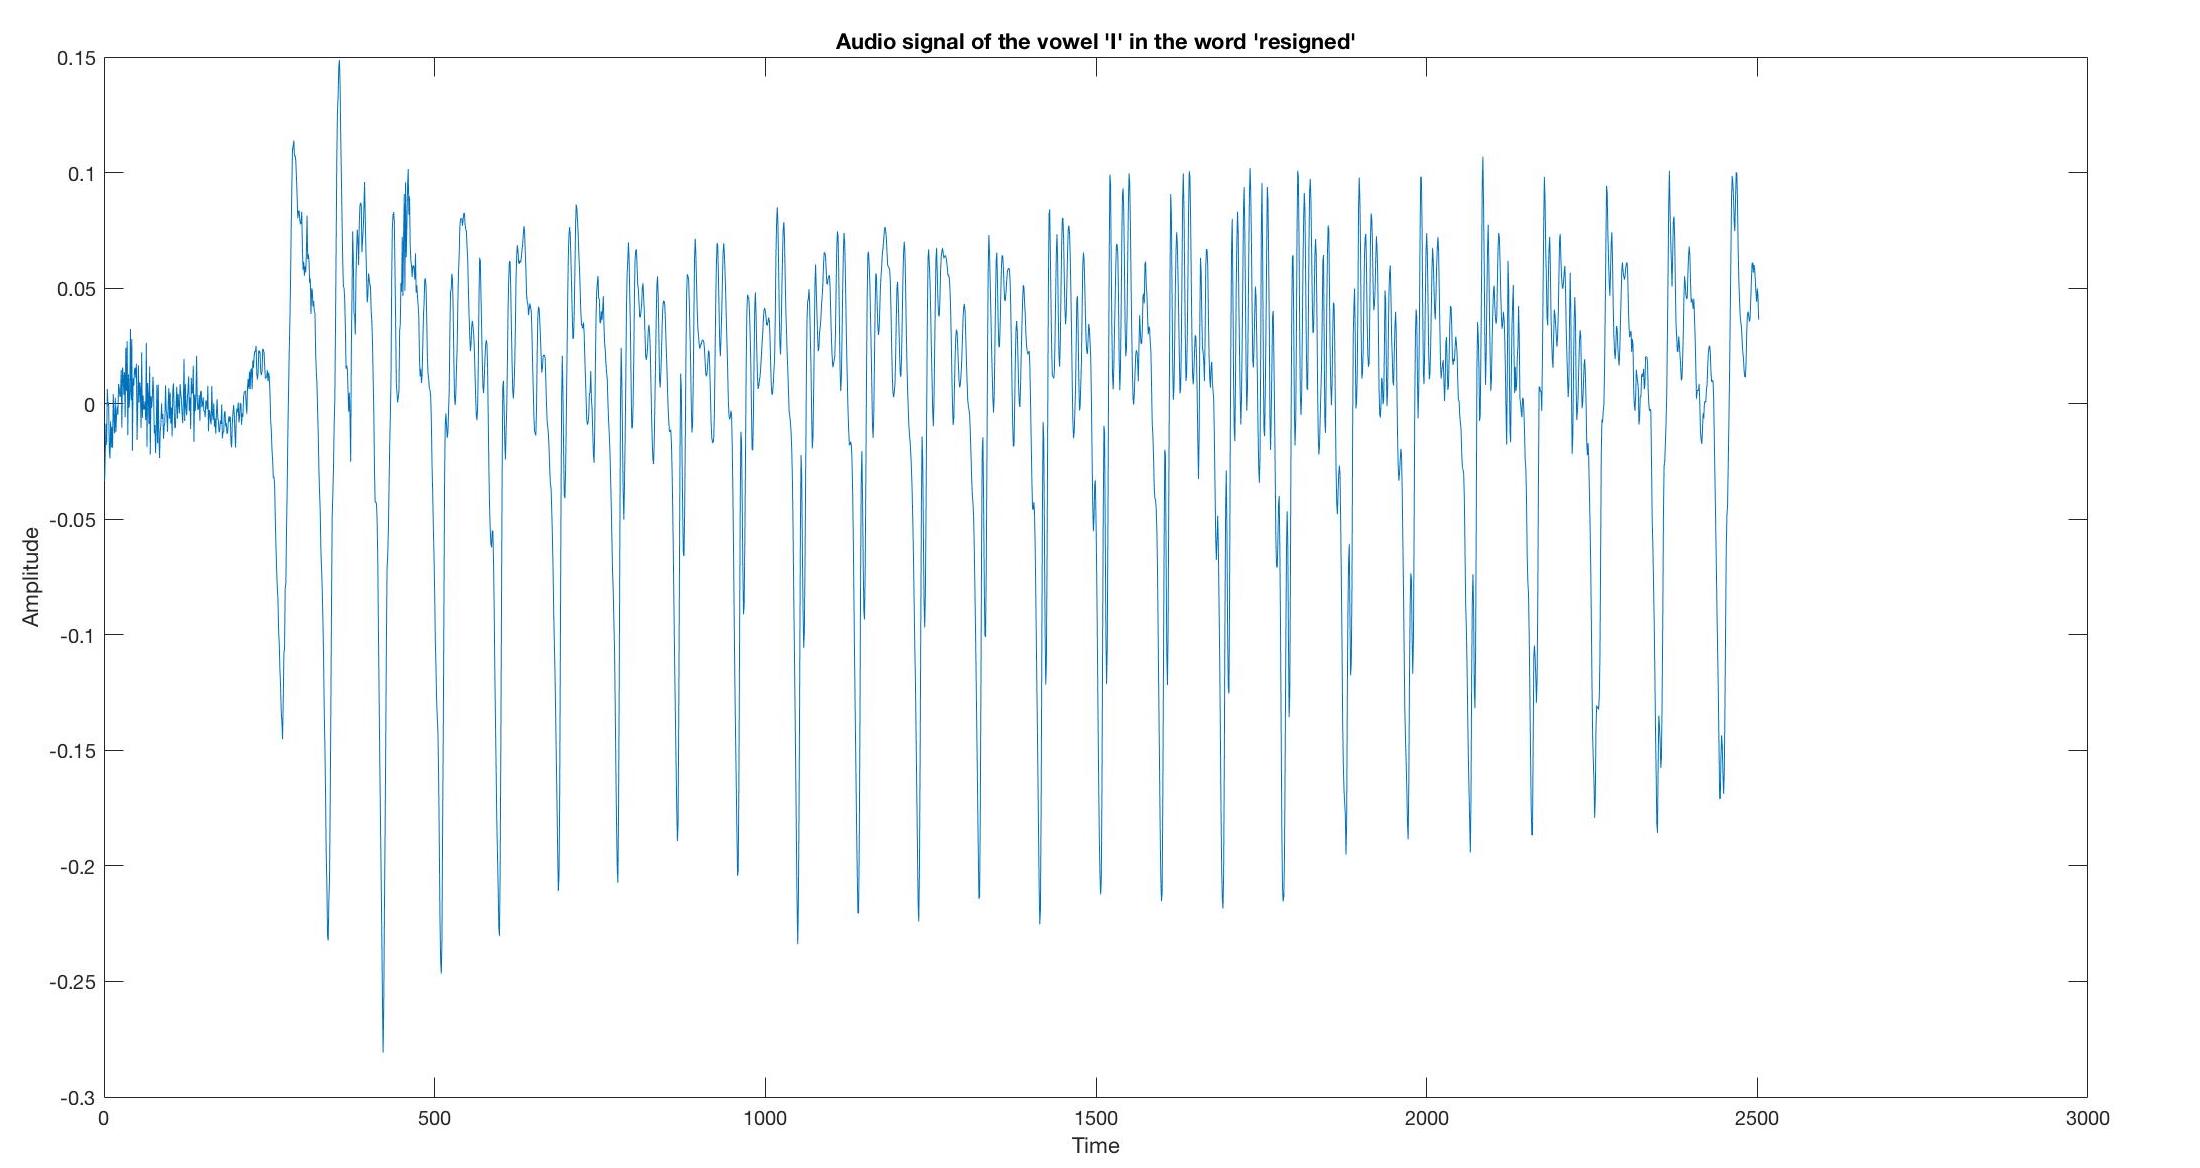 Audio signal of the vowel 'I' in the word 'resigned'
0.15
0.1
0.05
0
-0.05
-0.1
-0.15
-0.2
-0.25
-0.3
Amplitude
0 500 1000 1500 2000 2500 3000
Time